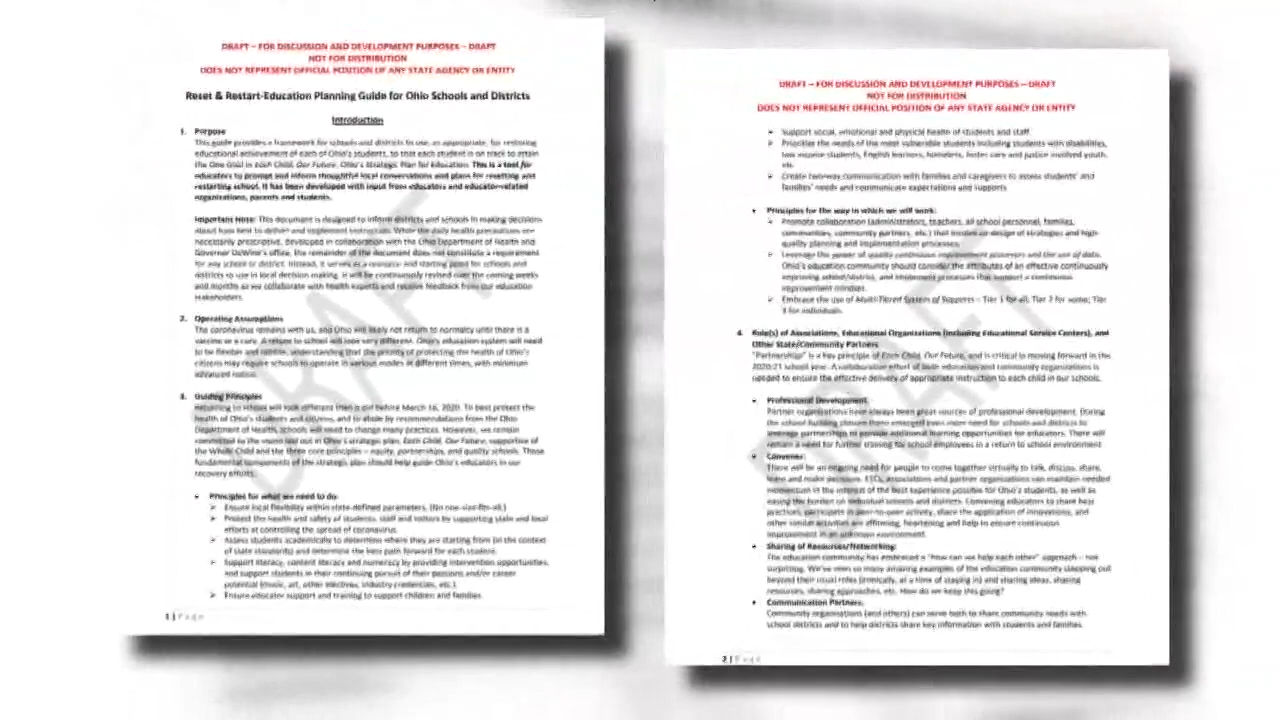 DRAFT – FOR DISCUSSION AND DEVELOPMENT PURPOSES – DRAFT
NOT FOR DISTRIBUTION
DOES NOT REPRESENT OFFICIAL POSITION OF ANY STATE AGENCY OR ENTITY
Reset & Restart-Education Planning Guide for Ohio Schools and Districts
Introduction
1. Purpose
This guide provides a framework for schools and districts to use, as appropriate, for restoring
educational achievement of each of Ohio's students, so that each student is on track to attain
the One Goal in Each Child, Our Future, Ohio's Strategic Plan for Education. This is a tool for
educators to prompt and inform thoughtful local conversations and plans for resetting and
restarting school. It has been developed with input from educators and educator-related
organizations, parents and students.
Important Note: This document is designed to inform districts and schools in making decisions
about how best to deliver and implement instruction. While the daily health precautions are
necessarily prescriptive, developed in collaboration with the Ohio Department of Health and
Governor DeWine's office, the remainder of the document does not constitute a requirement
for any school or district. Instead, it serves as a resource and starting point for schools and
districts to use in local decision making. It will be continuously revised over the coming weeks
and months as we collaborate with health experts and receive feedback from our education
stakeholders.
2. Operating Assumptions
The coronavirus remains with us, and Ohio will likely not return to normalcy until there is a
vaccine or a cure. A return to school will look very different. Ohio's education system will need
to be flexible and nimble, understanding that the priority of protecting the health of Ohio's
citizens may require schools to operate in various modes at different times, with minimum
advanced notice.
3. Guiding Principles
Returning to school will look different than it did before March 16, 2020. To best protect the
health of Ohio's students and citizens, and to abide by recommendations from the Ohio
Department of Health, schools will need to change many practices. However, we remain
committed to the vision laid out in Ohio's strategic plan, Each Child, Our Future, supportive of
the Whole Child and the three core principles – equity, partnerships, and quality schools. These
fundamental components of the strategic plan should help guide Ohio's educators in our
recovery efforts.
• Principles for what we need to do:
➢ Ensure local flexibility within state-defined parameters. (No one-size-fits-all.)
➢ Protect the health and safety of students, staff and visitors by supporting state and local
efforts at controlling the spread of coronavirus.
➢ Assess students academically to determine where they are starting from (in the context
of state standards) and determine the best path forward for each student.
➢ Support literacy, content literacy and numeracy by providing intervention opportunities,
and support students in their continuing pursuit of their passions and/or career
potential (music, art, other electives, industry credentials, etc.).
➢ Ensure educator support and training to support children and families.
1 | Page
DRAFT
DRAFT – FOR DISCUSSION AND DEVELOPMENT PURPOSES – DRAFT
NOT FOR DISTRIBUTION
DOES NOT REPRESENT OFFICIAL POSITION OF ANY STATE AGENCY OR ENTITY
➢ Support social, emotional and physical health of students and staff.
➢ Prioritize the needs of the most vulnerable students including students with disabilities,
low income students, English learners, homeless, foster care and justice involved youth,
etc.
➢ Create two-way communication with families and caregivers to assess students' and
families' needs and communicate expectations and supports.
• Principles for the way in which we will work:
➢ Promote collaboration (administrators, teachers, all school personnel, families,
communities, community partners, etc.) that involves design of strategies and high-
quality planning and implementation processes.
➢ Leverage the power of quality continuous improvement processes and the use of data.
Ohio's education community should consider the attributes of an effective continuously
improving school/district, and implement processes that support a continuous
improvement mindset.
➢ Embrace the use of Multi-Tiered System of Supports – Tier 1 for all, Tier 2 for some; Tier
3 for individuals.
4. Role(s) of Associations, Educational Organizations (including Educational Service Centers), and
Other State/Community Partners
"Partnership" is a key principle of Each Child, Our Future, and is critical to moving forward in the
2020-21 school year. A collaborative effort of both education and community organizations is
needed to ensure the effective delivery of appropriate instruction to each child in our schools.
• Professional Development:
Partner organizations have always been great sources of professional development. During
the school building closure there emerged even more need for schools and districts to
leverage partnerships to provide additional learning opportunities for educators. There will
remain a need for further training for school employees in a return to school environment.
• Convener:
There will be an ongoing need for people to come together virtually to talk, discuss, share,
learn and make decisions. ESCs, associations and partner organizations can maintain needed
momentum in the interest of the best experience possible for Ohio's students, as well as
easing the burden on individual schools and districts. Convening educators to share best
practices, participate in peer-to-peer activity, share the application of innovations, and
other similar activities are affirming, heartening and help to ensure continuous
improvement in an unknown environment.
• Sharing of Resources/Networking:
The education community has embraced a "how can we help each other" approach – not
surprising. We've seen so many amazing examples of the education community stepping out
beyond their usual roles (ironically, at a time of staying in) and sharing ideas, sharing
resources, sharing approaches, etc. How do we keep this going?
• Communication Partners:
Community organizations (and others) can serve both to share community needs with
school districts and to help districts share key information with students and families.
2 | Page
DRAFT